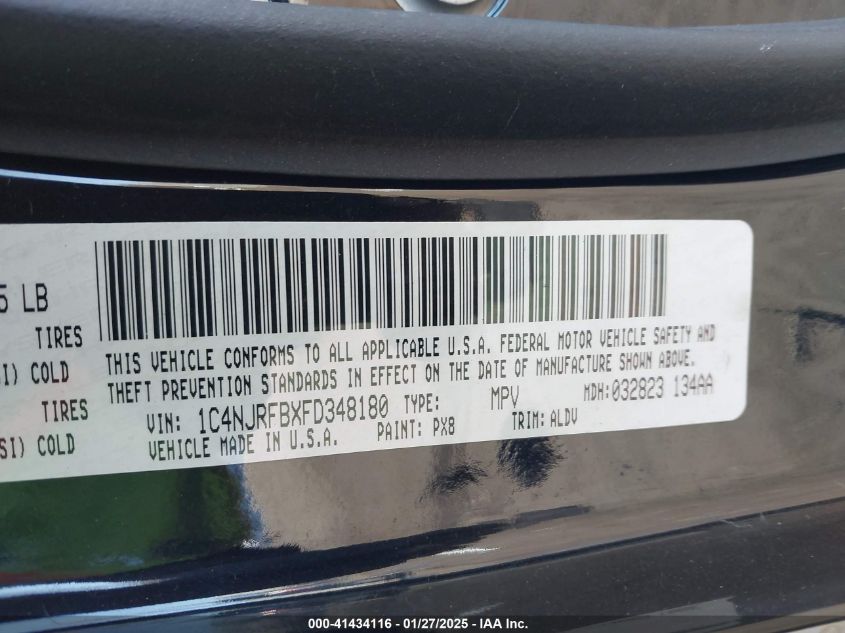 5 LB
TIRES
SI) COLD
TIRES
SI) COLD
THIS VEHICLE CONFORMS TO ALL APPLICABLE U.S.A. FEDERAL MOTOR VEHICLE SAFETY AND
THEFT PREVENTION STANDARDS IN EFFECT ON THE DATE OF MANUFACTURE SHOWN ABOVE.
VIN: 1C4NJRFBXFD348180 TYPE: MPV MDH:032823 134AA
VEHICLE MADE IN U.S.A. PAINT: PX8 TRIM: ALDV
000-41434116 - 01/27/2025 - IAA Inc.